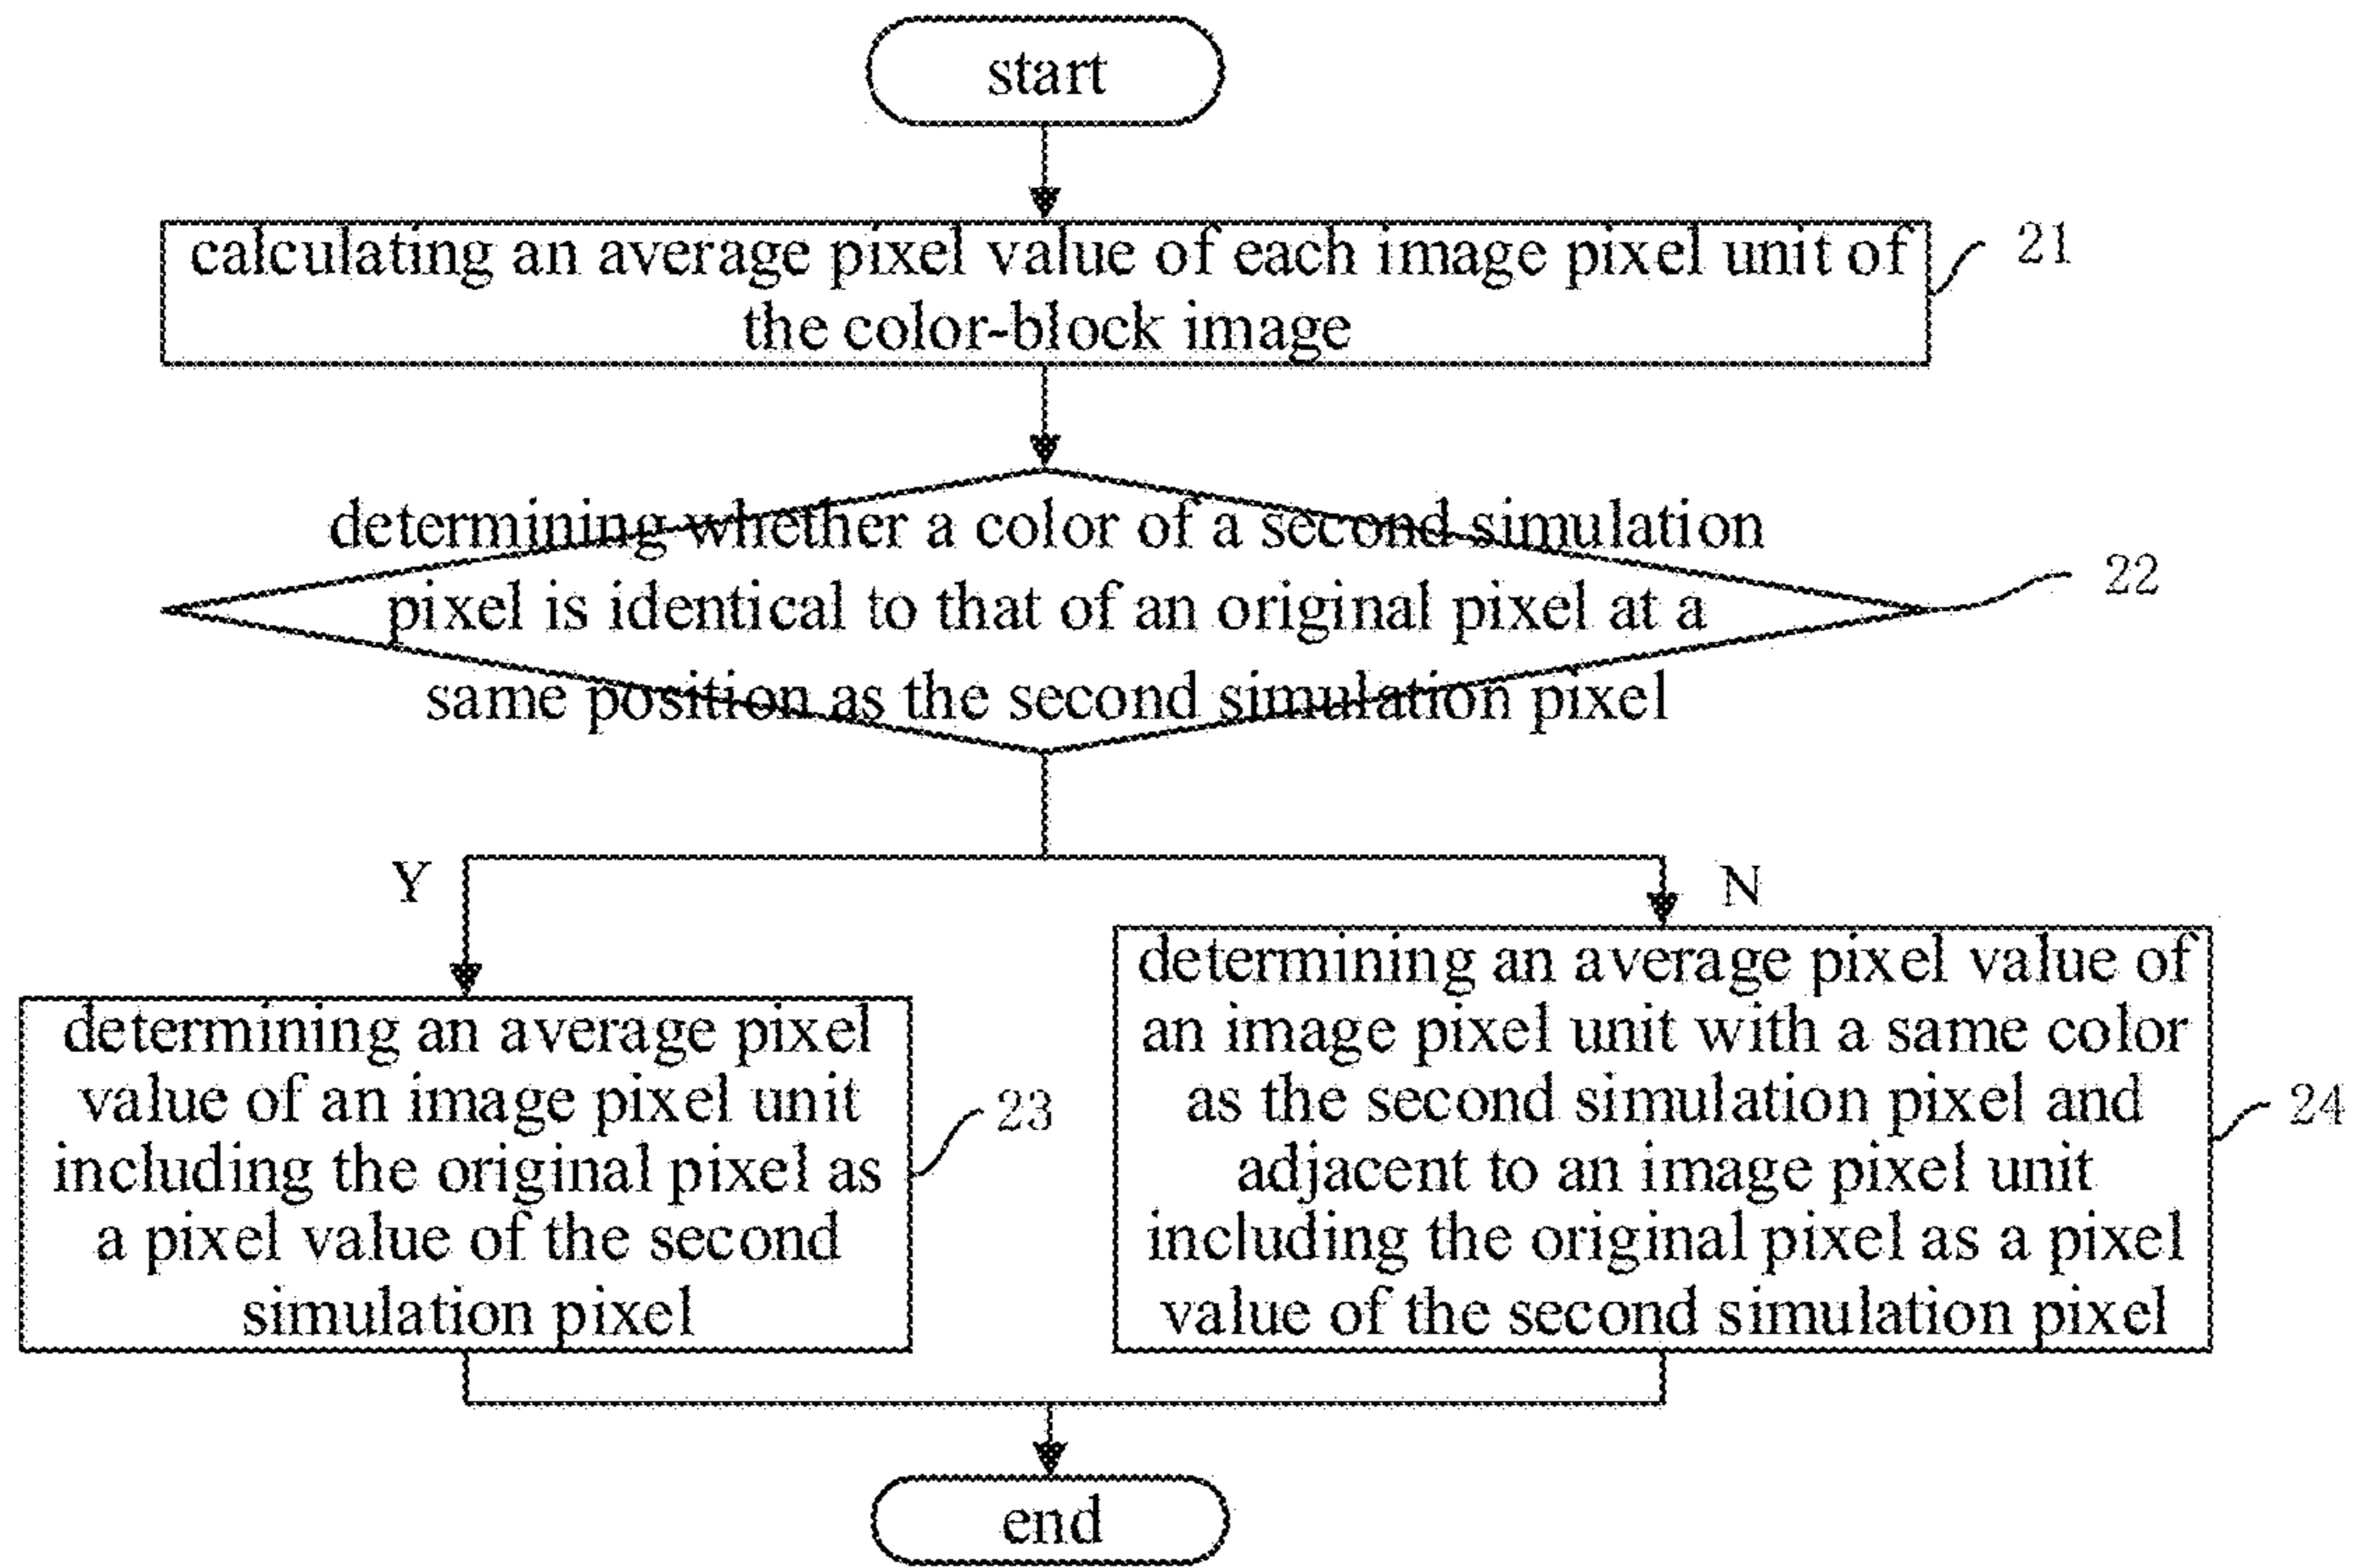 start
calculating an average pixel value of each image pixel unit of
the color-block image
21
determining whether a color of a second simulation
pixel is identical to that of an original pixel at a
same position as the second simulation pixel
22
Y
N
determining an average pixel
value of an image pixel unit
including the original pixel as
a pixel value of the second
simulation pixel
23
determining an average pixel value of
an image pixel unit with a same color
as the second simulation pixel and
adjacent to an image pixel unit
including the original pixel as a pixel
value of the second simulation pixel
24
end